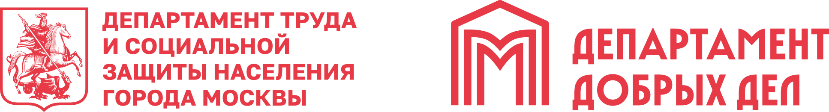 ДЕПАРТАМЕНТ ТРУДА
И СОЦИАЛЬНОЙ
ЗАЩИТЫ НАСЕЛЕНИЯ
ГОРОДА МОСКВЫ
ДЕПАРТАМЕНТ
ДОБРЫХ ДЕЛ